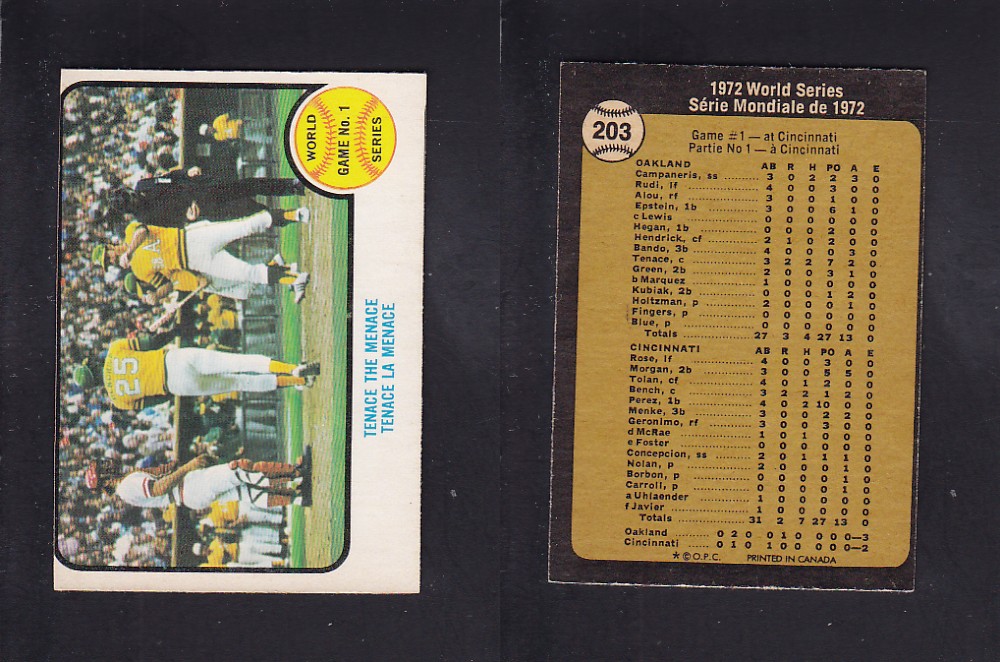 WORLD
GAME No. 1
SERIES
TENACE THE MENACE
TENACE LA MENACE
25
A
1972 World Series
Série Mondiale de 1972
203
Game #1 — at Cincinnati
Partie No 1 — à Cincinnati
OAKLAND AB R H PO A E
Campaneris, ss 3 0 2 2 3 0
Rudi, lf 4 0 0 3 0 0
Alou, rf 3 0 0 1 0 0
Epstein, 1b 3 0 0 6 1 0
c Lewis 0 0 0 0 0 0
Hegan, 1b 0 0 0 2 0 0
Hendrick, cf 2 1 0 2 0 0
Bando, 3b 4 0 0 0 3 0
Tenace, c 3 2 2 7 2 0
Green, 2b 2 0 0 3 1 0
b Marquez 1 0 0 0 0 0
Kubiak, 2b 0 0 0 1 2 0
Holtzman, p 2 0 0 0 1 0
Fingers, p 0 0 0 0 0 0
Blue, p 0 0 0 0 0 0
Totals 27 3 4 27 13 0
CINCINNATI AB R H PO A E
Rose, lf 4 0 0 3 0 0
Morgan, 2b 3 0 0 5 5 0
Tolan, cf 4 0 1 2 0 0
Bench, c 3 2 2 1 2 0
Perez, 1b 4 0 2 10 0 0
Menke, 3b 3 0 0 2 2 0
Geronimo, rf 3 0 0 3 0 0
d McRae 1 0 1 0 0 0
e Foster 0 0 0 0 0 0
Concepcion, ss 2 0 1 1 1 0
Nolan, p 2 0 0 0 1 0
Borbon, p 0 0 0 0 1 0
Carroll, p 0 0 0 0 1 0
a Uhlaender 1 0 0 0 0 0
f Javier 1 0 0 0 0 0
Totals 31 2 7 27 13 0
Oakland 0 2 0 0 1 0 0 0 0—3
Cincinnati 0 1 0 1 0 0 0 0 0—2
* © O.P.C. PRINTED IN CANADA